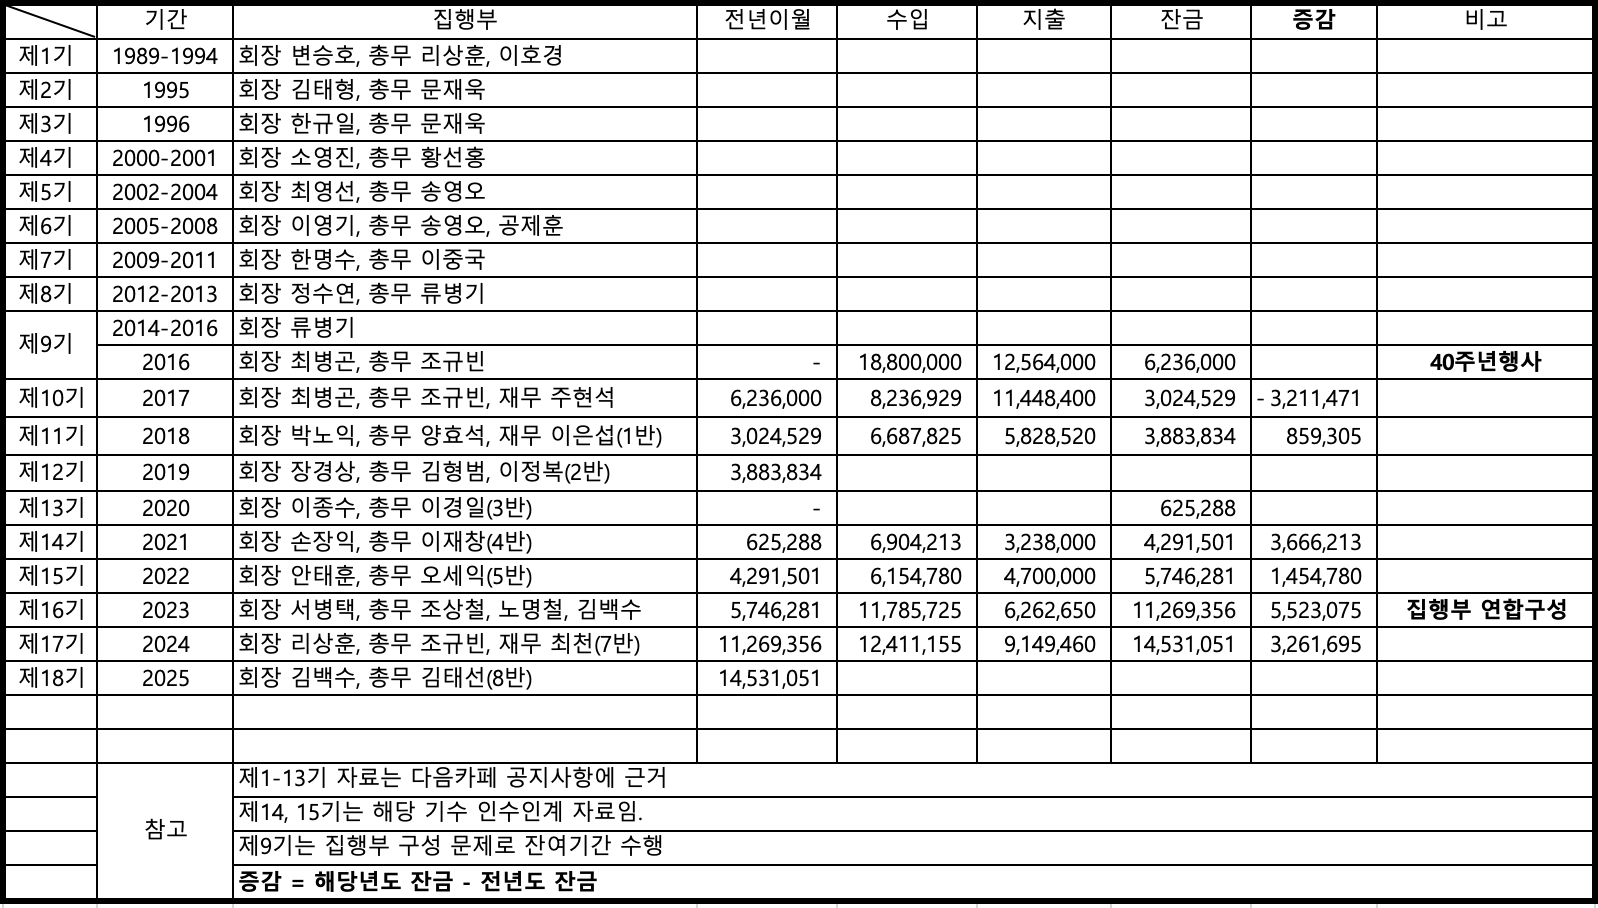 기간 집행부 전년이월 수입 지출 잔금 증감 비고
제1기 1989-1994 회장 변승호, 총무 리상훈, 이호경
제2기 1995 회장 김태형, 총무 문재욱
제3기 1996 회장 한규일, 총무 문재욱
제4기 2000-2001 회장 소영진, 총무 황선홍
제5기 2002-2004 회장 최영선, 총무 송영오
제6기 2005-2008 회장 이영기, 총무 송영오, 공제훈
제7기 2009-2011 회장 한명수, 총무 이중국
제8기 2012-2013 회장 정수연, 총무 류병기
제9기 2014-2016 회장 류병기
2016 회장 최병곤, 총무 조규빈 - 18,800,000 12,564,000 6,236,000 40주년행사
제10기 2017 회장 최병곤, 총무 조규빈, 재무 주현석 6,236,000 8,236,929 11,448,400 3,024,529 - 3,211,471
제11기 2018 회장 박노익, 총무 양효석, 재무 이은섭(1반) 3,024,529 6,687,825 5,828,520 3,883,834 859,305
제12기 2019 회장 장경상, 총무 김형범, 이정복(2반) 3,883,834
제13기 2020 회장 이종수, 총무 이경일(3반) - 625,288
제14기 2021 회장 손장익, 총무 이재창(4반) 625,288 6,904,213 3,238,000 4,291,501 3,666,213
제15기 2022 회장 안태훈, 총무 오세익(5반) 4,291,501 6,154,780 4,700,000 5,746,281 1,454,780
제16기 2023 회장 서병택, 총무 조상철, 노명철, 김백수 5,746,281 11,785,725 6,262,650 11,269,356 5,523,075 집행부 연합구성
제17기 2024 회장 리상훈, 총무 조규빈, 재무 최천(7반) 11,269,356 12,411,155 9,149,460 14,531,051 3,261,695
제18기 2025 회장 김백수, 총무 김태선(8반) 14,531,051
참고
제1-13기 자료는 다음카페 공지사항에 근거
제14, 15기는 해당 기수 인수인계 자료임.
제9기는 집행부 구성 문제로 잔여기간 수행
증감 = 해당년도 잔금 - 전년도 잔금